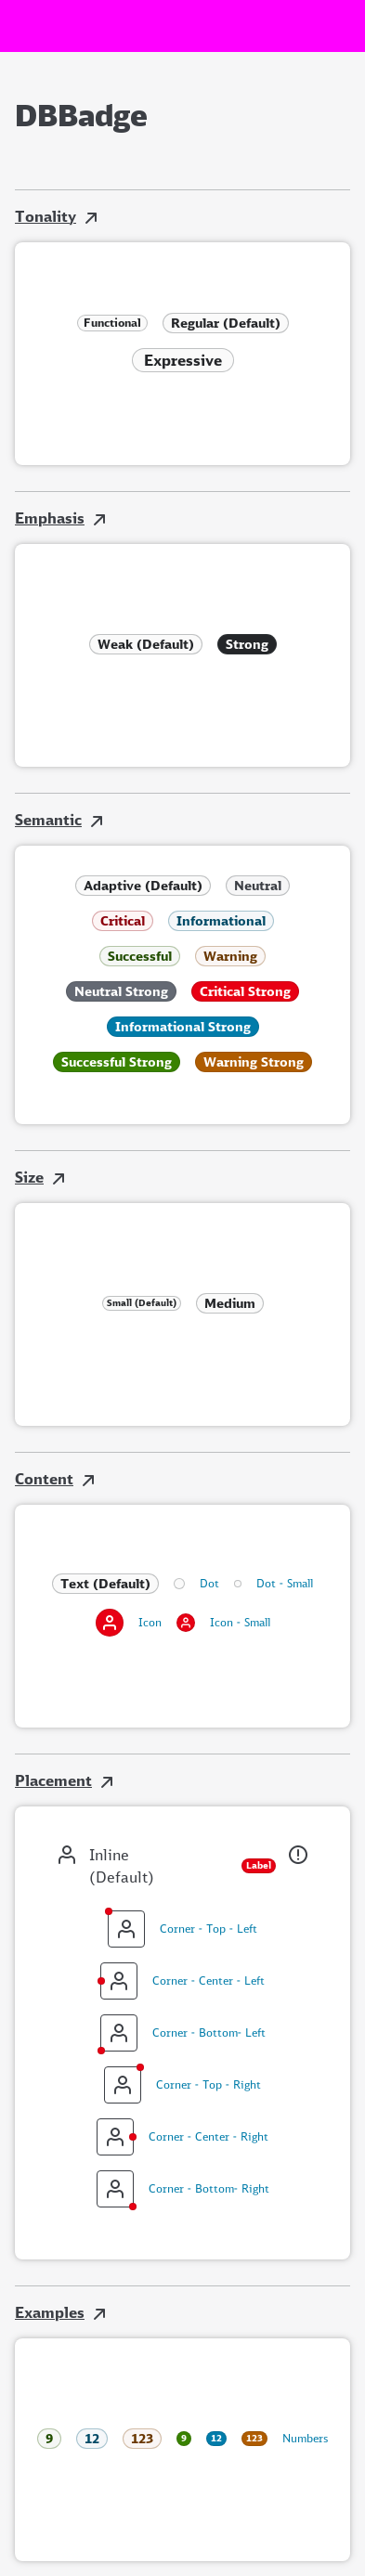 DBBadge
Tonality
Functional Regular (Default)
Expressive
Emphasis
Weak (Default) Strong
Semantic
Adaptive (Default) Neutral
Critical Informational
Successful Warning
Neutral Strong Critical Strong
Informational Strong
Successful Strong Warning Strong
Size
Small (Default) Medium
Content
Text (Default) Dot Dot - Small
Icon Icon - Small
Placement
Inline
(Default) Label
Corner - Top - Left
Corner - Center - Left
Corner - Bottom- Left
Corner - Top - Right
Corner - Center - Right
Corner - Bottom- Right
Examples
9 12 123 9 12 123 Numbers